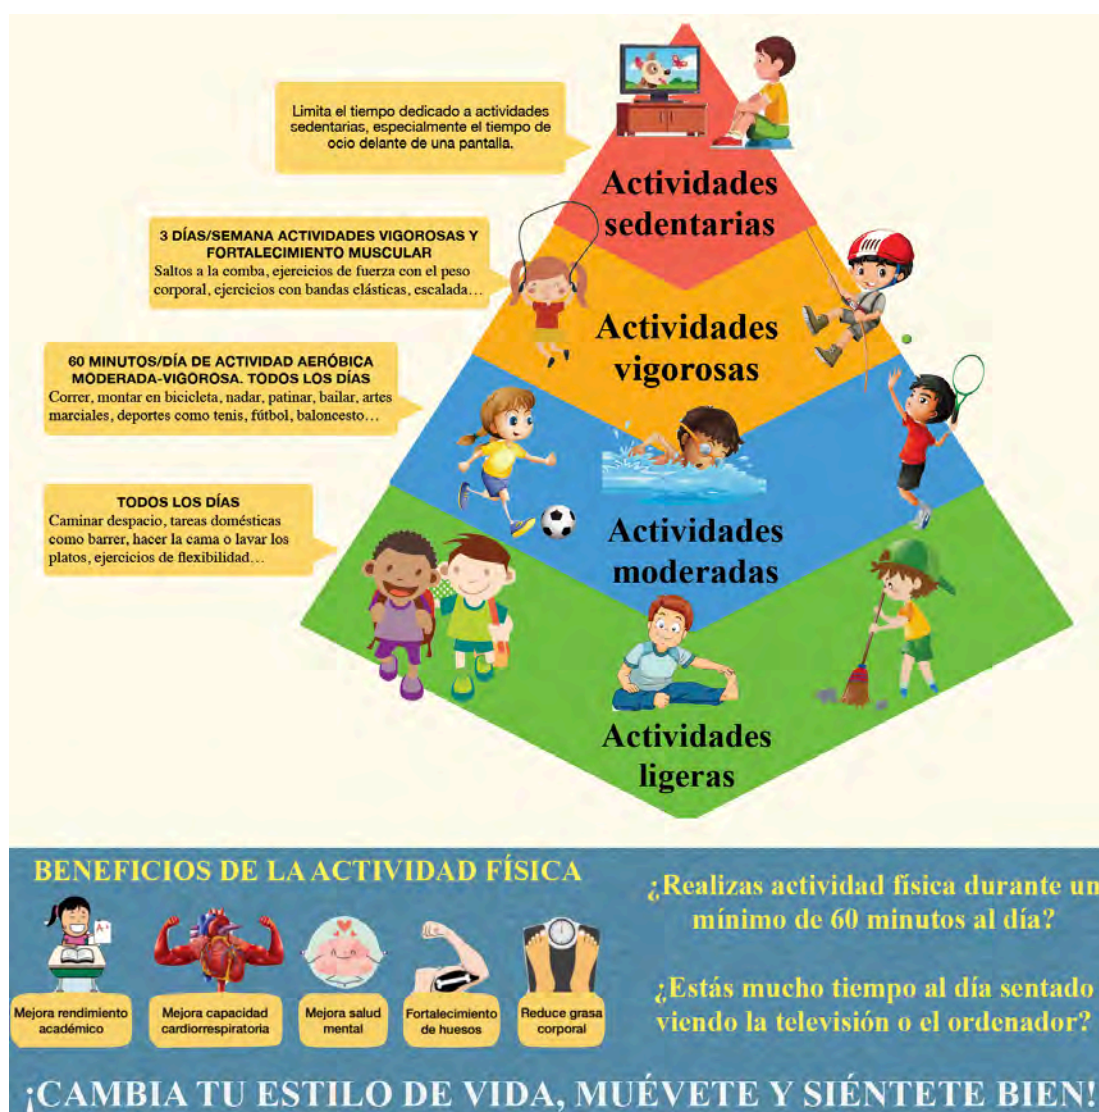 Limita el tiempo dedicado a actividades
sedentarias, especialmente el tiempo de
ocio delante de una pantalla.
Actividades
sedentarias
3 DÍAS/SEMANA ACTIVIDADES VIGOROSAS Y
FORTALECIMIENTO MUSCULAR
Saltos a la comba, ejercicios de fuerza con el peso
corporal, ejercicios con bandas elásticas, escalada…
Actividades
vigorosas
60 MINUTOS/DÍA DE ACTIVIDAD AERÓBICA
MODERADA-VIGOROSA. TODOS LOS DÍAS
Correr, montar en bicicleta, nadar, patinar, bailar, artes
marciales, deportes como tenis, fútbol, baloncesto…
Actividades
moderadas
TODOS LOS DÍAS
Caminar despacio, tareas domésticas
como barrer, hacer la cama o lavar los
platos, ejercicios de flexibilidad…
Actividades
ligeras
BENEFICIOS DE LA ACTIVIDAD FÍSICA
A+
Mejora rendimiento
académico
Mejora capacidad
cardiorrespiratoria
Mejora salud
mental
Fortalecimiento
de huesos
Reduce grasa
corporal
¿Realizas actividad física durante un
mínimo de 60 minutos al día?
¿Estás mucho tiempo al día sentado
viendo la televisión o el ordenador?
¡CAMBIA TU ESTILO DE VIDA, MUÉVETE Y SIÉNTETE BIEN!